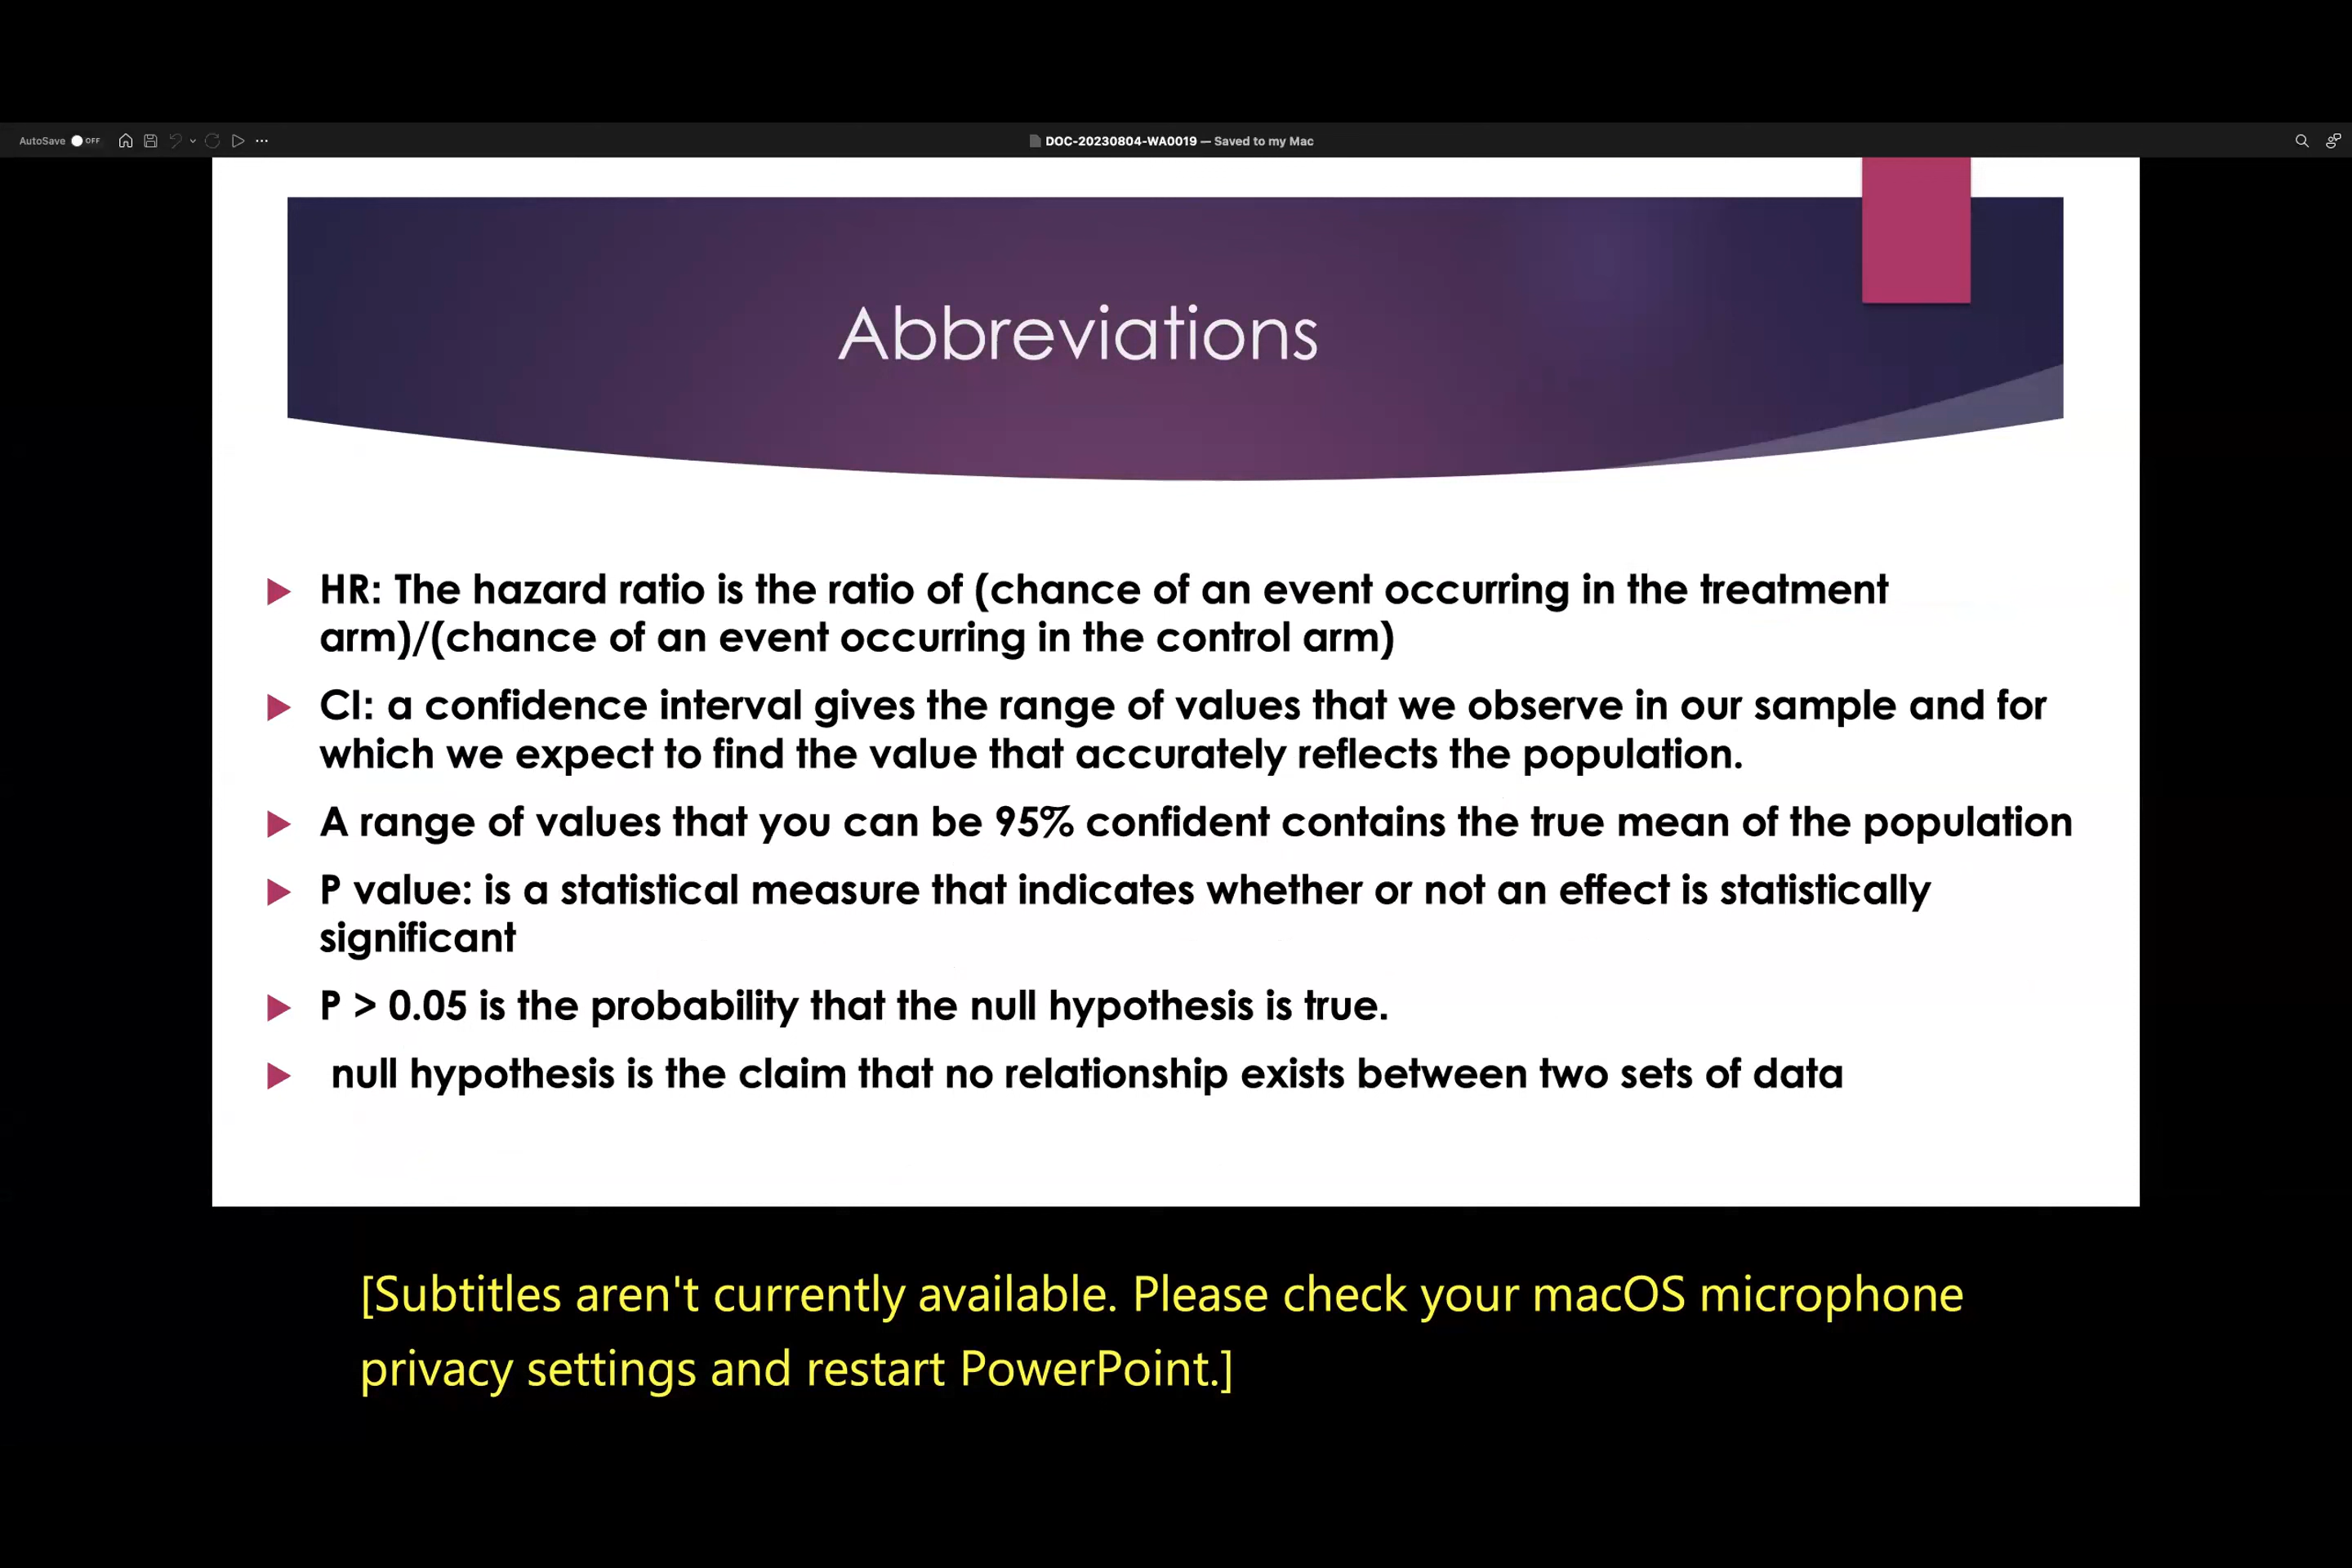 AutoSave OFF
DOC-20230804-WA0019 — Saved to my Mac
Abbreviations
HR: The hazard ratio is the ratio of (chance of an event occurring in the treatment
arm)/(chance of an event occurring in the control arm)
CI: a confidence interval gives the range of values that we observe in our sample and for
which we expect to find the value that accurately reflects the population.
A range of values that you can be 95% confident contains the true mean of the population
P value: is a statistical measure that indicates whether or not an effect is statistically
significant
P > 0.05 is the probability that the null hypothesis is true.
null hypothesis is the claim that no relationship exists between two sets of data
[Subtitles aren't currently available. Please check your macOS microphone
privacy settings and restart PowerPoint.]